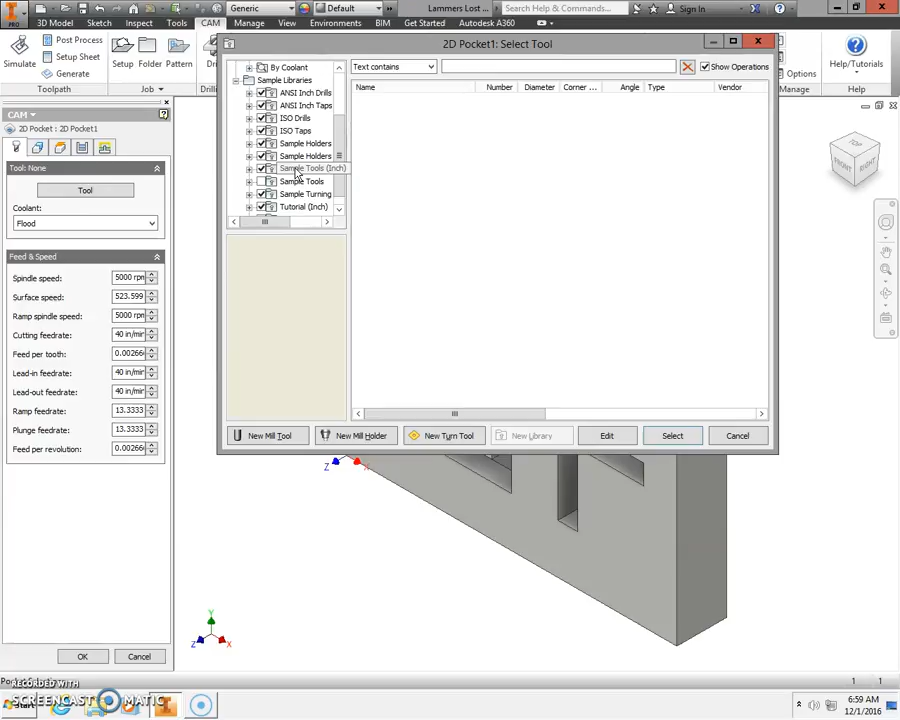 Generic
Default
Lammers Lost ...
Search Help & Commands...
Sign In
PRO
3D Model
Sketch
Inspect
Tools
CAM
Manage
View
Environments
BIM
Get Started
Autodesk A360
Simulate
Post Process
Setup Sheet
Generate
Toolpath
Setup
Folder
Pattern
Job
Options
Manage
Help/Tutorials
Help
CAM
2D Pocket : 2D Pocket1
Tool: None
Tool
Coolant:
Flood
Feed & Speed
Spindle speed:
5000 rpm
Surface speed:
523.599
Ramp spindle speed:
5000 rpm
Cutting feedrate:
40 in/min
Feed per tooth:
Lead-in feedrate:
40 in/min
Lead-out feedrate:
40 in/min
Ramp feedrate:
13.3333
Plunge feedrate:
13.3333
Feed per revolution:
OK
Cancel
2D Pocket1: Select Tool
By Coolant
Sample Libraries
ANSI Inch Drills
ANSI Inch Taps
ISO Drills
ISO Taps
Sample Holders
Sample Holders
Sample Tools (Inch)
Sample Tools
Sample Turning
Tutorial (Inch)
Text contains
Show Operations
Name
Number
Diameter
Corner ...
Angle
Type
Vendor
New Mill Tool
New Mill Holder
New Turn Tool
New Library
Edit
Select
Cancel
FRONT
RIGHT
Z
X
Y
Z
X
1
1
RECORDED WITH
SCREENCAST MATIC
Start
6:59 AM
12/1/2016